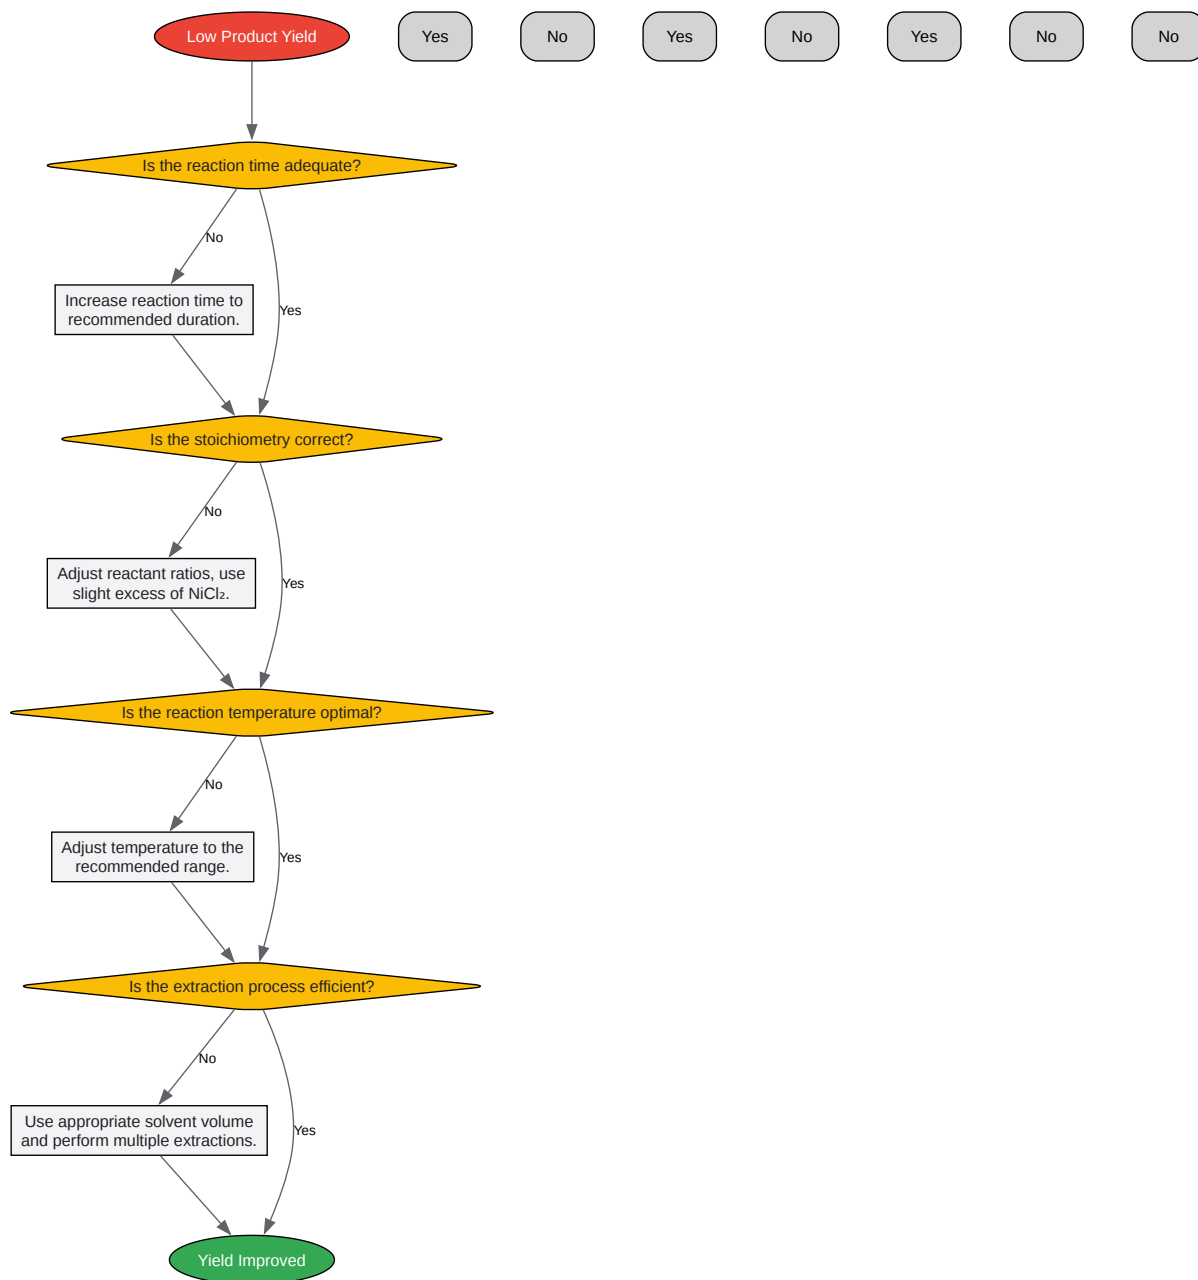 Low Product Yield
Yes
No
Yes
No
Yes
No
No
Is the reaction time adequate?
No
Increase reaction time to
recommended duration.
Yes
Is the stoichiometry correct?
No
Adjust reactant ratios, use
slight excess of NiCl₂.
Yes
Is the reaction temperature optimal?
No
Adjust temperature to the
recommended range.
Yes
Is the extraction process efficient?
No
Use appropriate solvent volume
and perform multiple extractions.
Yes
Yield Improved